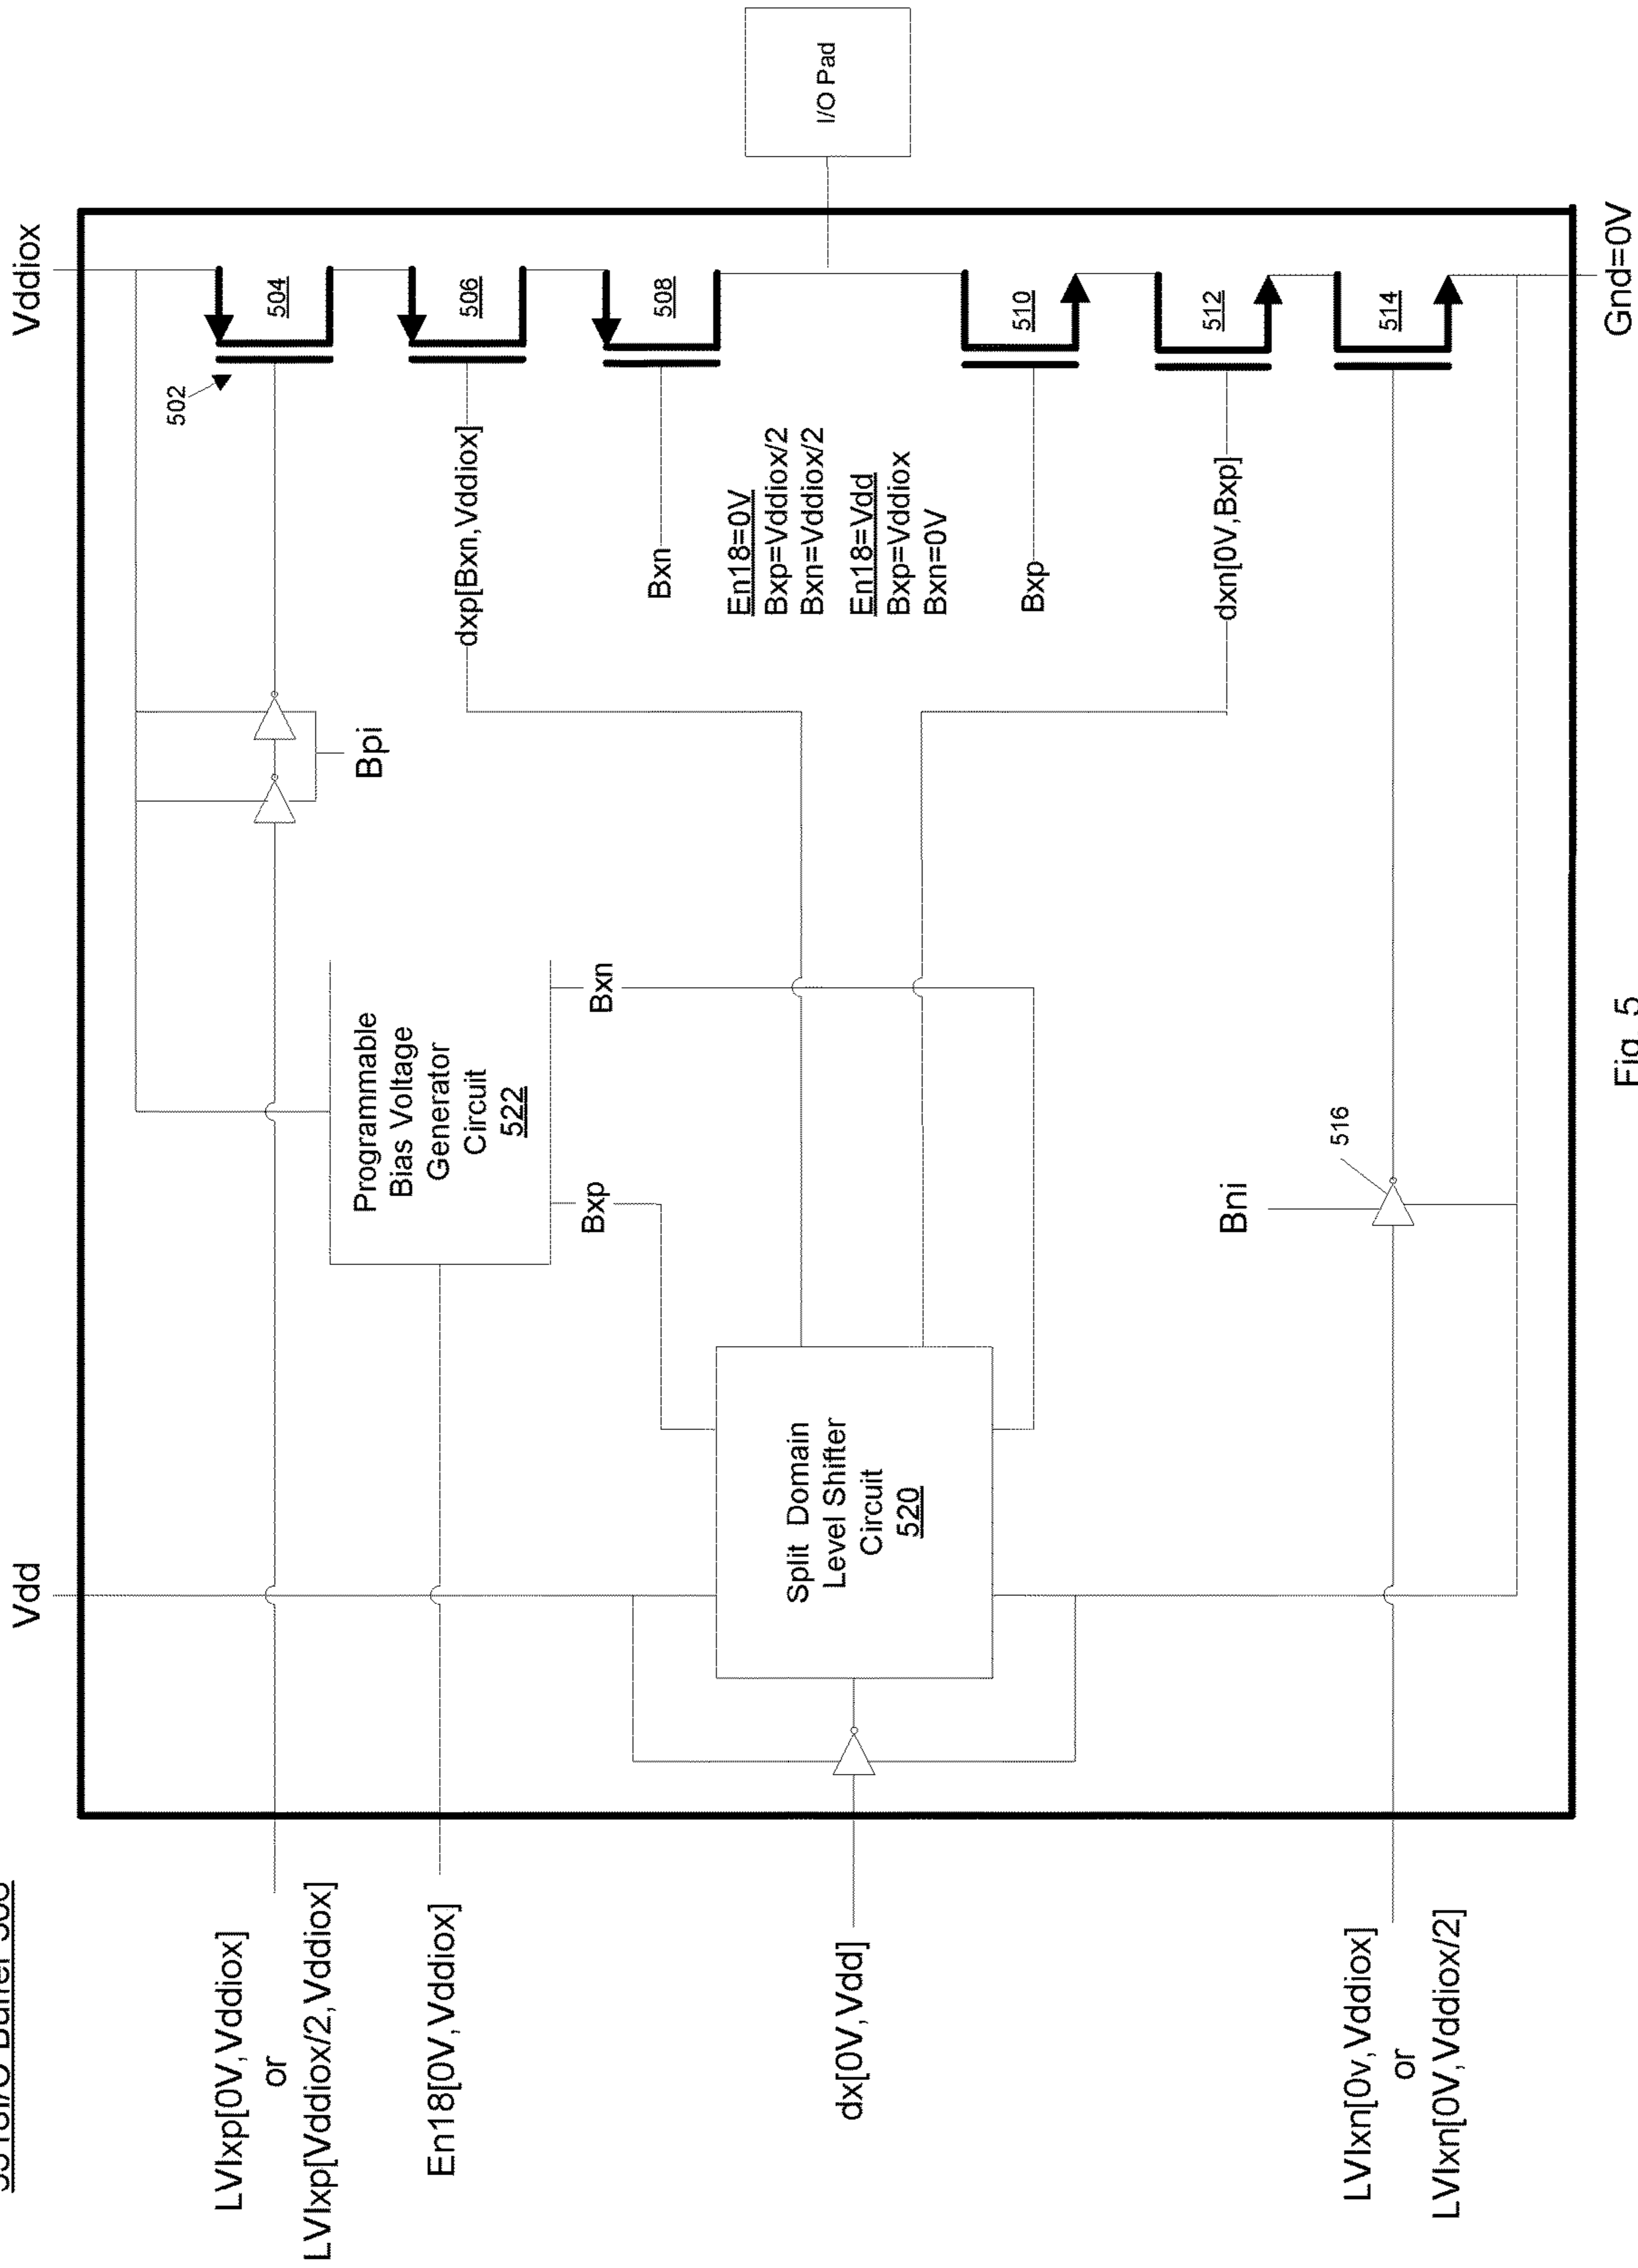 Vdd
Vddiox
LVIxp[0V,Vddiox]
or
LVIxp[Vddiox/2,Vddiox]
En18[0V,Vddiox]
dx[0V,Vdd]
LVIxn[0v,Vddiox]
or
LVIxn[0V,Vddiox/2]
502
504
506
508
510
512
514
Bpi
Programmable
Bias Voltage
Generator
Circuit
522
Bxp
Bxn
dxp[Bxn,Vddiox]
Bxn
En18=0V
Bxp=Vddiox/2
Bxn=Vddiox/2
En18=Vdd
Bxp=Vddiox
Bxn=0V
Bxp
dxn[0V,Bxp]
Split Domain
Level Shifter
Circuit
520
Bni
516
I/O Pad
Gnd=0V
Fig. 5